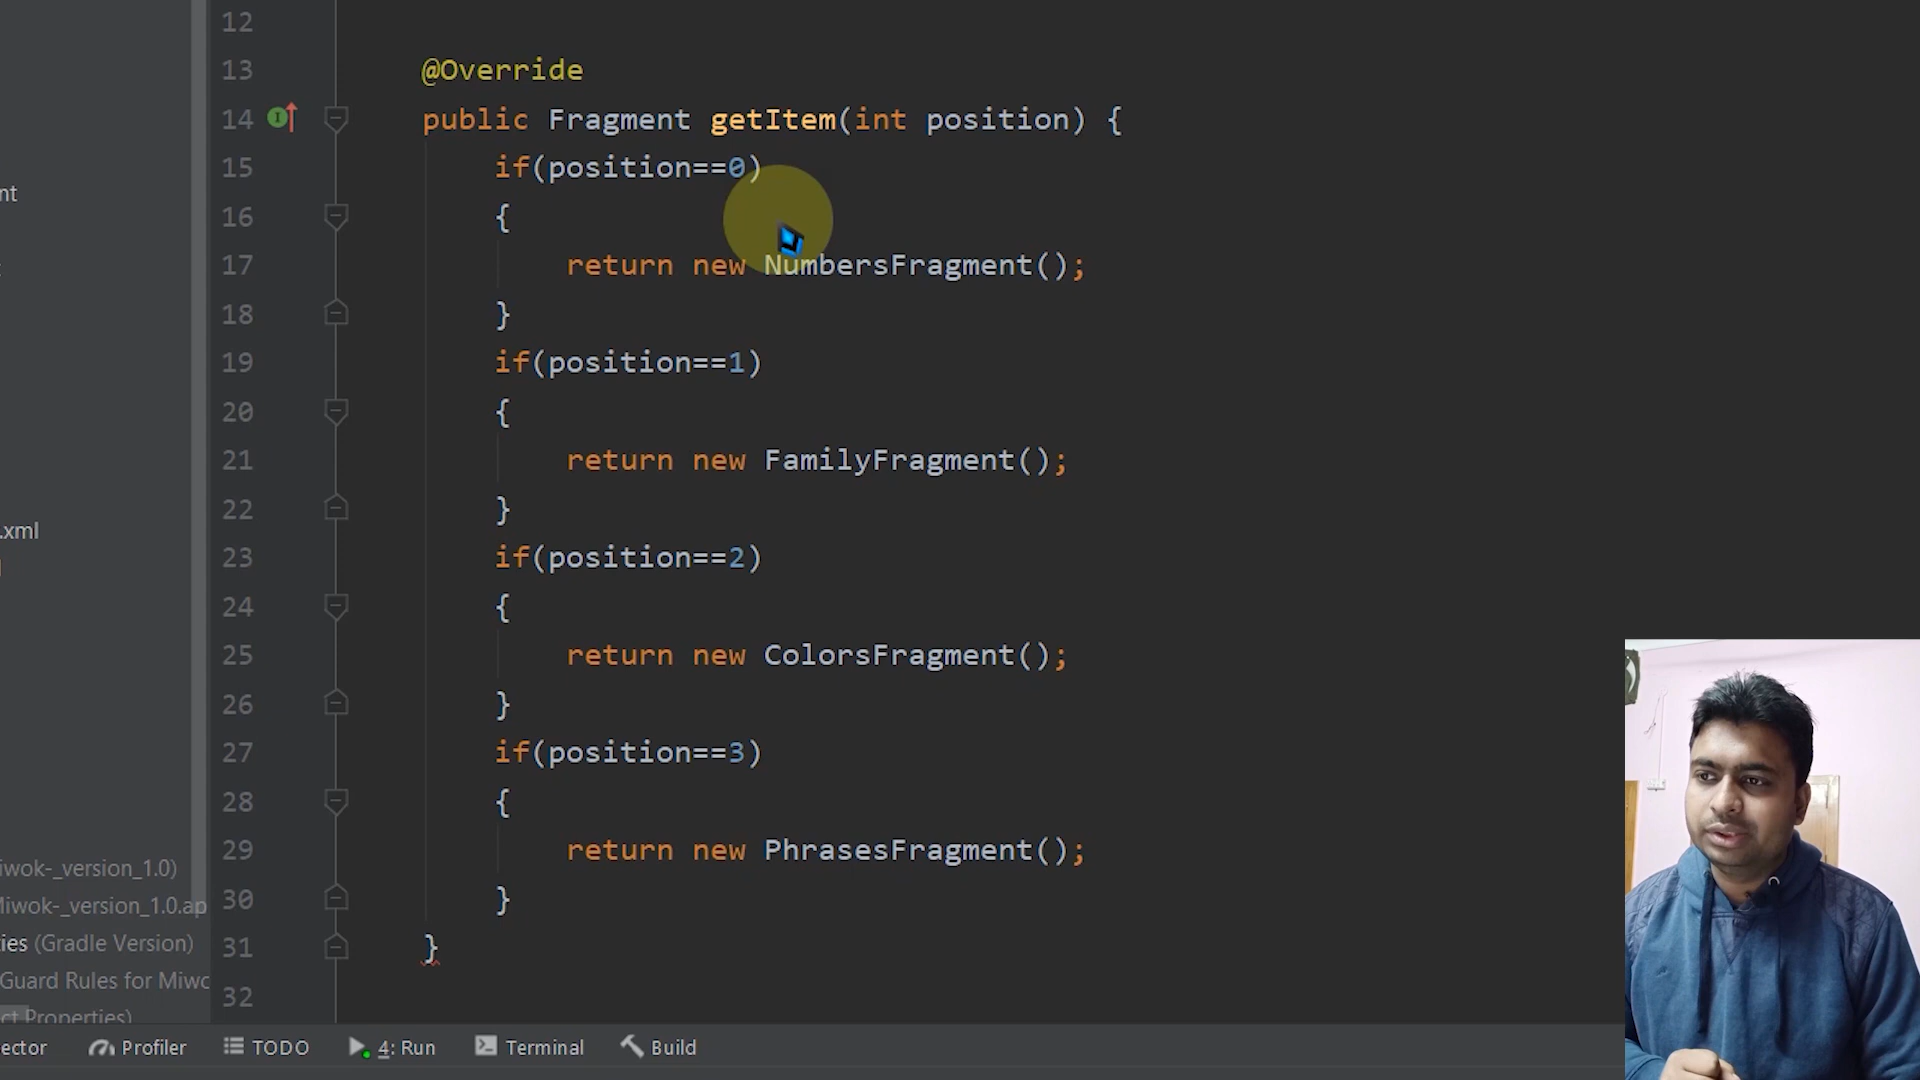 12
13 @Override
14 public Fragment getItem(int position) {
15 if(position==0)
nt
16 {
17 return new NumbersFragment();
18 }
19 if(position==1)
20 {
21 return new FamilyFragment();
22 }
.xml
23 if(position==2)
24 {
25 return new ColorsFragment();
26 }
27 if(position==3)
28 {
29 return new PhrasesFragment();
iwok-_version_1.0)
30 }
Miwok-_version_1.0.ap
31 }
ies (Gradle Version)
Guard Rules for Miwo
32
ct Properties)
ector Profiler TODO 4: Run Terminal Build